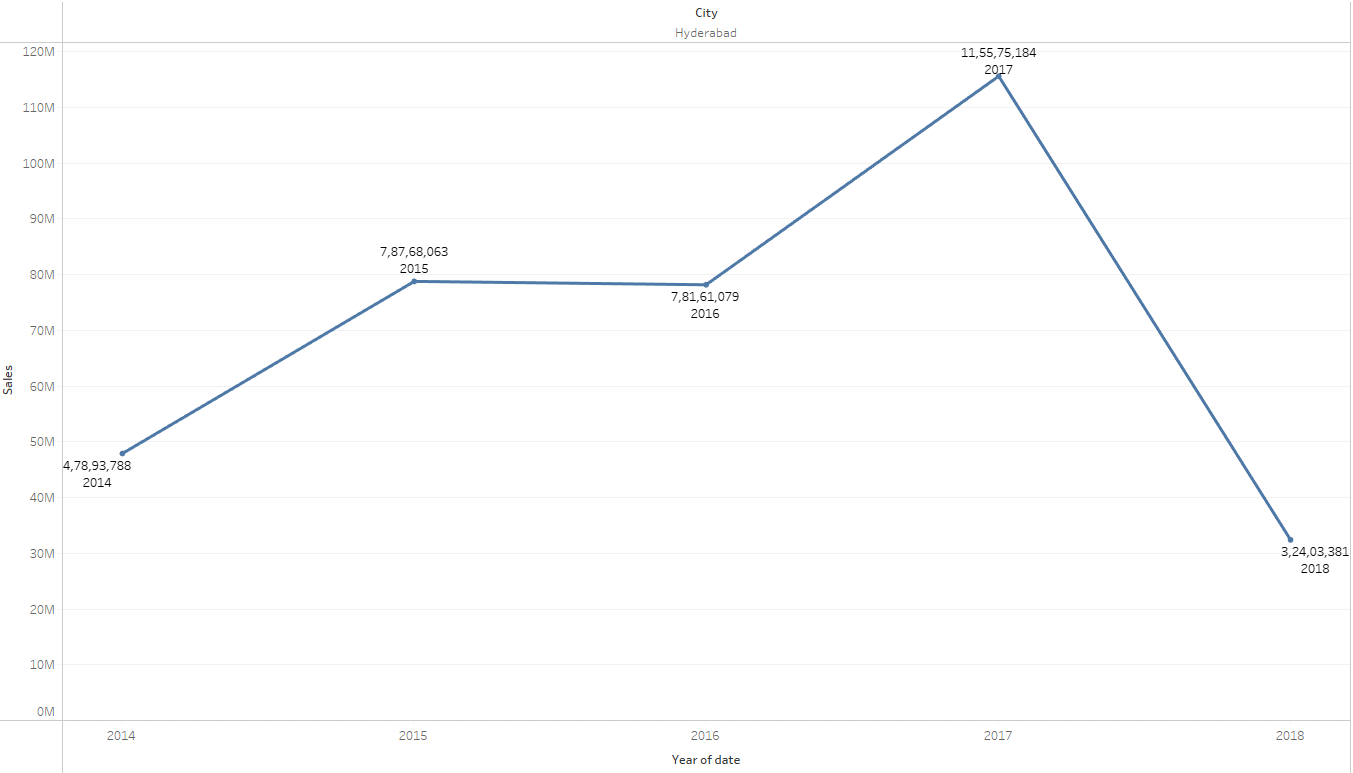 City
Hyderabad
120M
11,55,75,184
2017
110M
100M
90M
7,87,68,063
2015
80M
7,81,61,079
2016
70M
60M
Sales
50M
4,78,93,788
2014
40M
30M
3,24,03,381
2018
20M
10M
0M
2014 2015 2016 2017 2018
Year of date